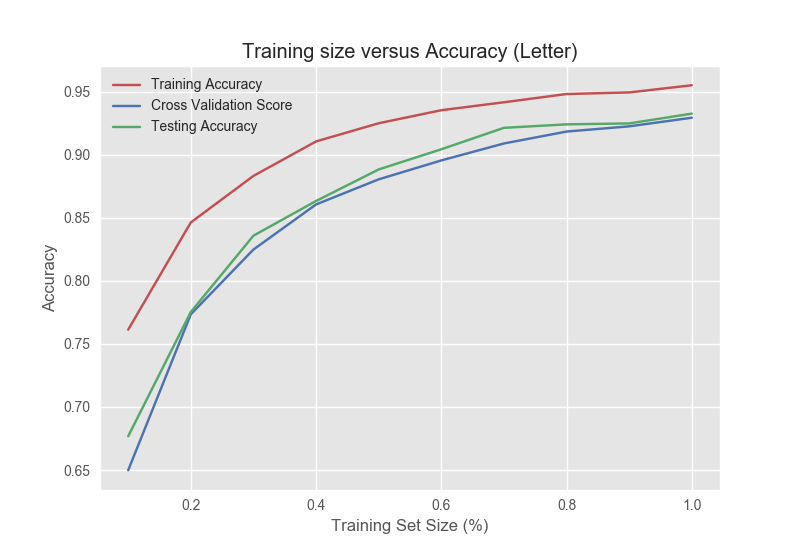 Training size versus Accuracy (Letter)
Training Accuracy
Cross Validation Score
Testing Accuracy
0.95
0.90
0.85
0.80
0.75
0.70
0.65
Accuracy
0.2 0.4 0.6 0.8 1.0
Training Set Size (%)